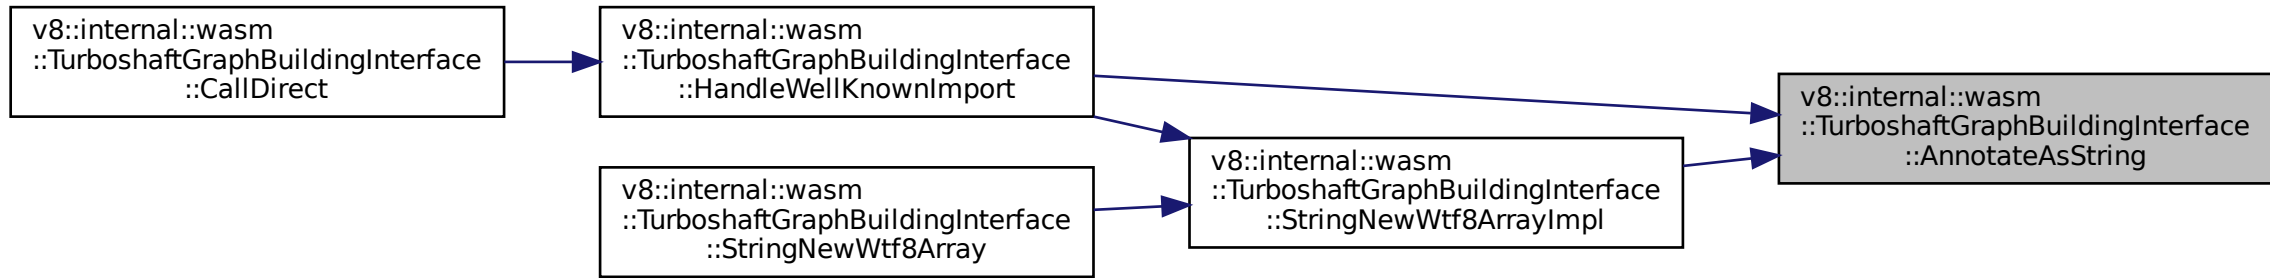 v8::internal::wasm
::TurboshaftGraphBuildingInterface
::CallDirect
v8::internal::wasm
::TurboshaftGraphBuildingInterface
::HandleWellKnownImport
v8::internal::wasm
::TurboshaftGraphBuildingInterface
::StringNewWtf8Array
v8::internal::wasm
::TurboshaftGraphBuildingInterface
::StringNewWtf8ArrayImpl
v8::internal::wasm
::TurboshaftGraphBuildingInterface
::AnnotateAsString